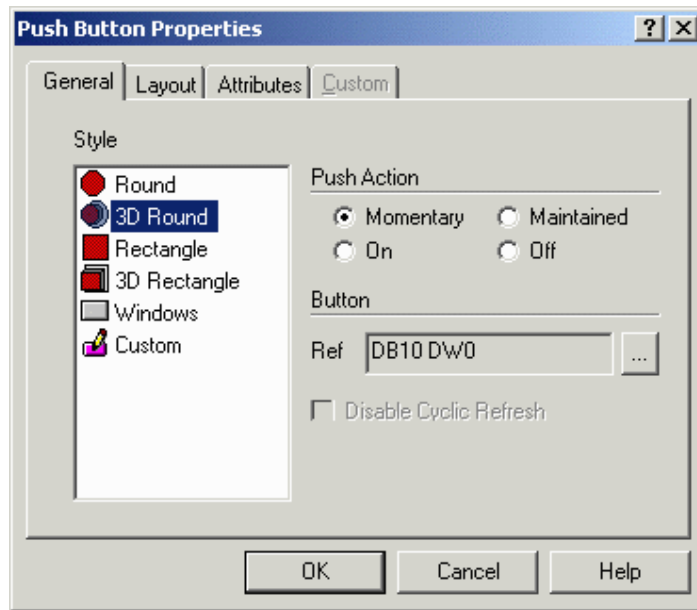 Push Button Properties
General Layout Attributes Custom
Style
Round
3D Round
Rectangle
3D Rectangle
Windows
Custom
Push Action
Momentary Maintained
On Off
Button
Ref DB10 DW0 ...
Disable Cyclic Refresh
OK Cancel Help